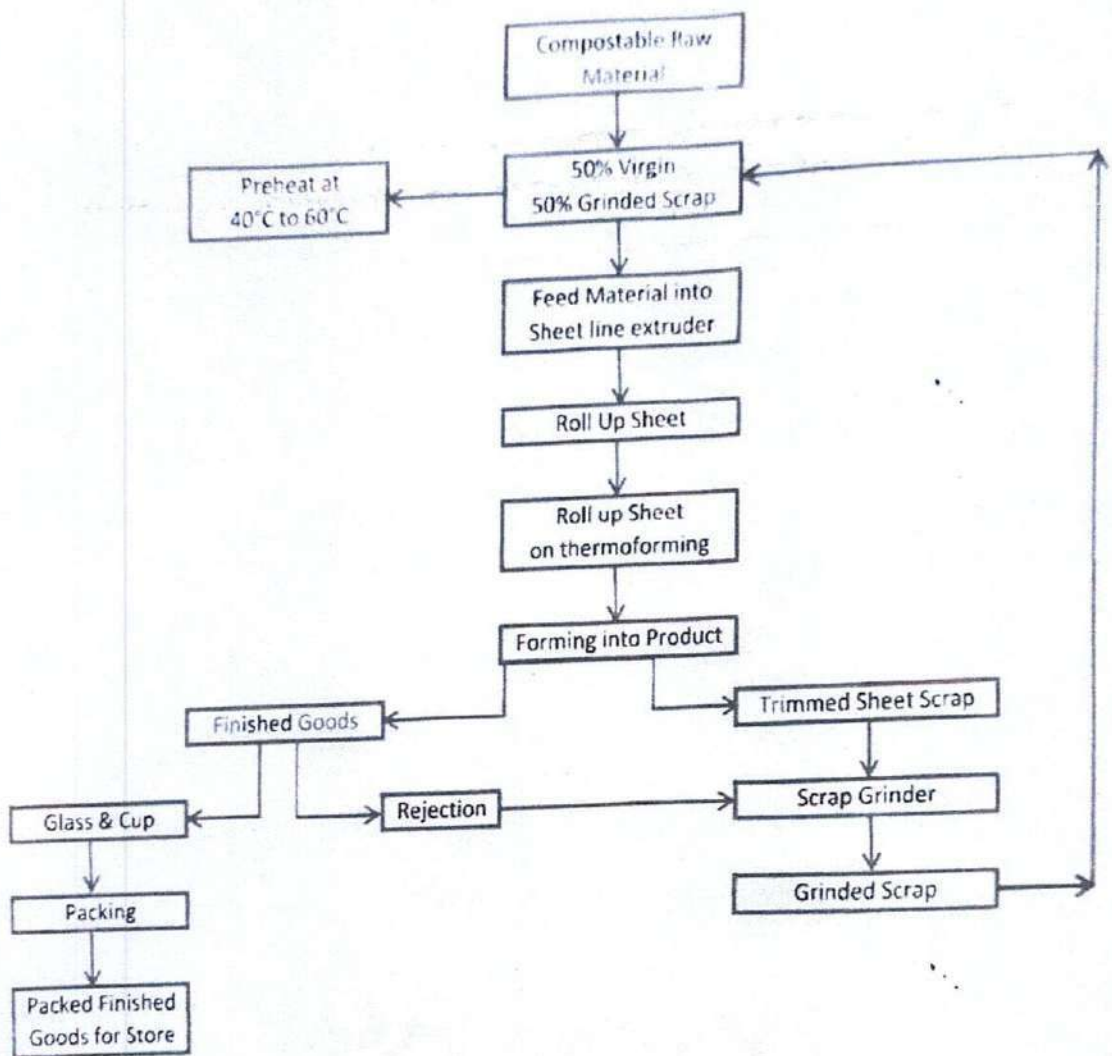 Compostable Raw
Material
50% Virgin
50% Grinded Scrap
Preheat at
40°C to 60°C
Feed Material into
Sheet line extruder
Roll Up Sheet
Roll up Sheet
on thermoforming
Forming into Product
Finished Goods
Trimmed Sheet Scrap
Glass & Cup
Rejection
Scrap Grinder
Packing
Grinded Scrap
Packed Finished
Goods for Store